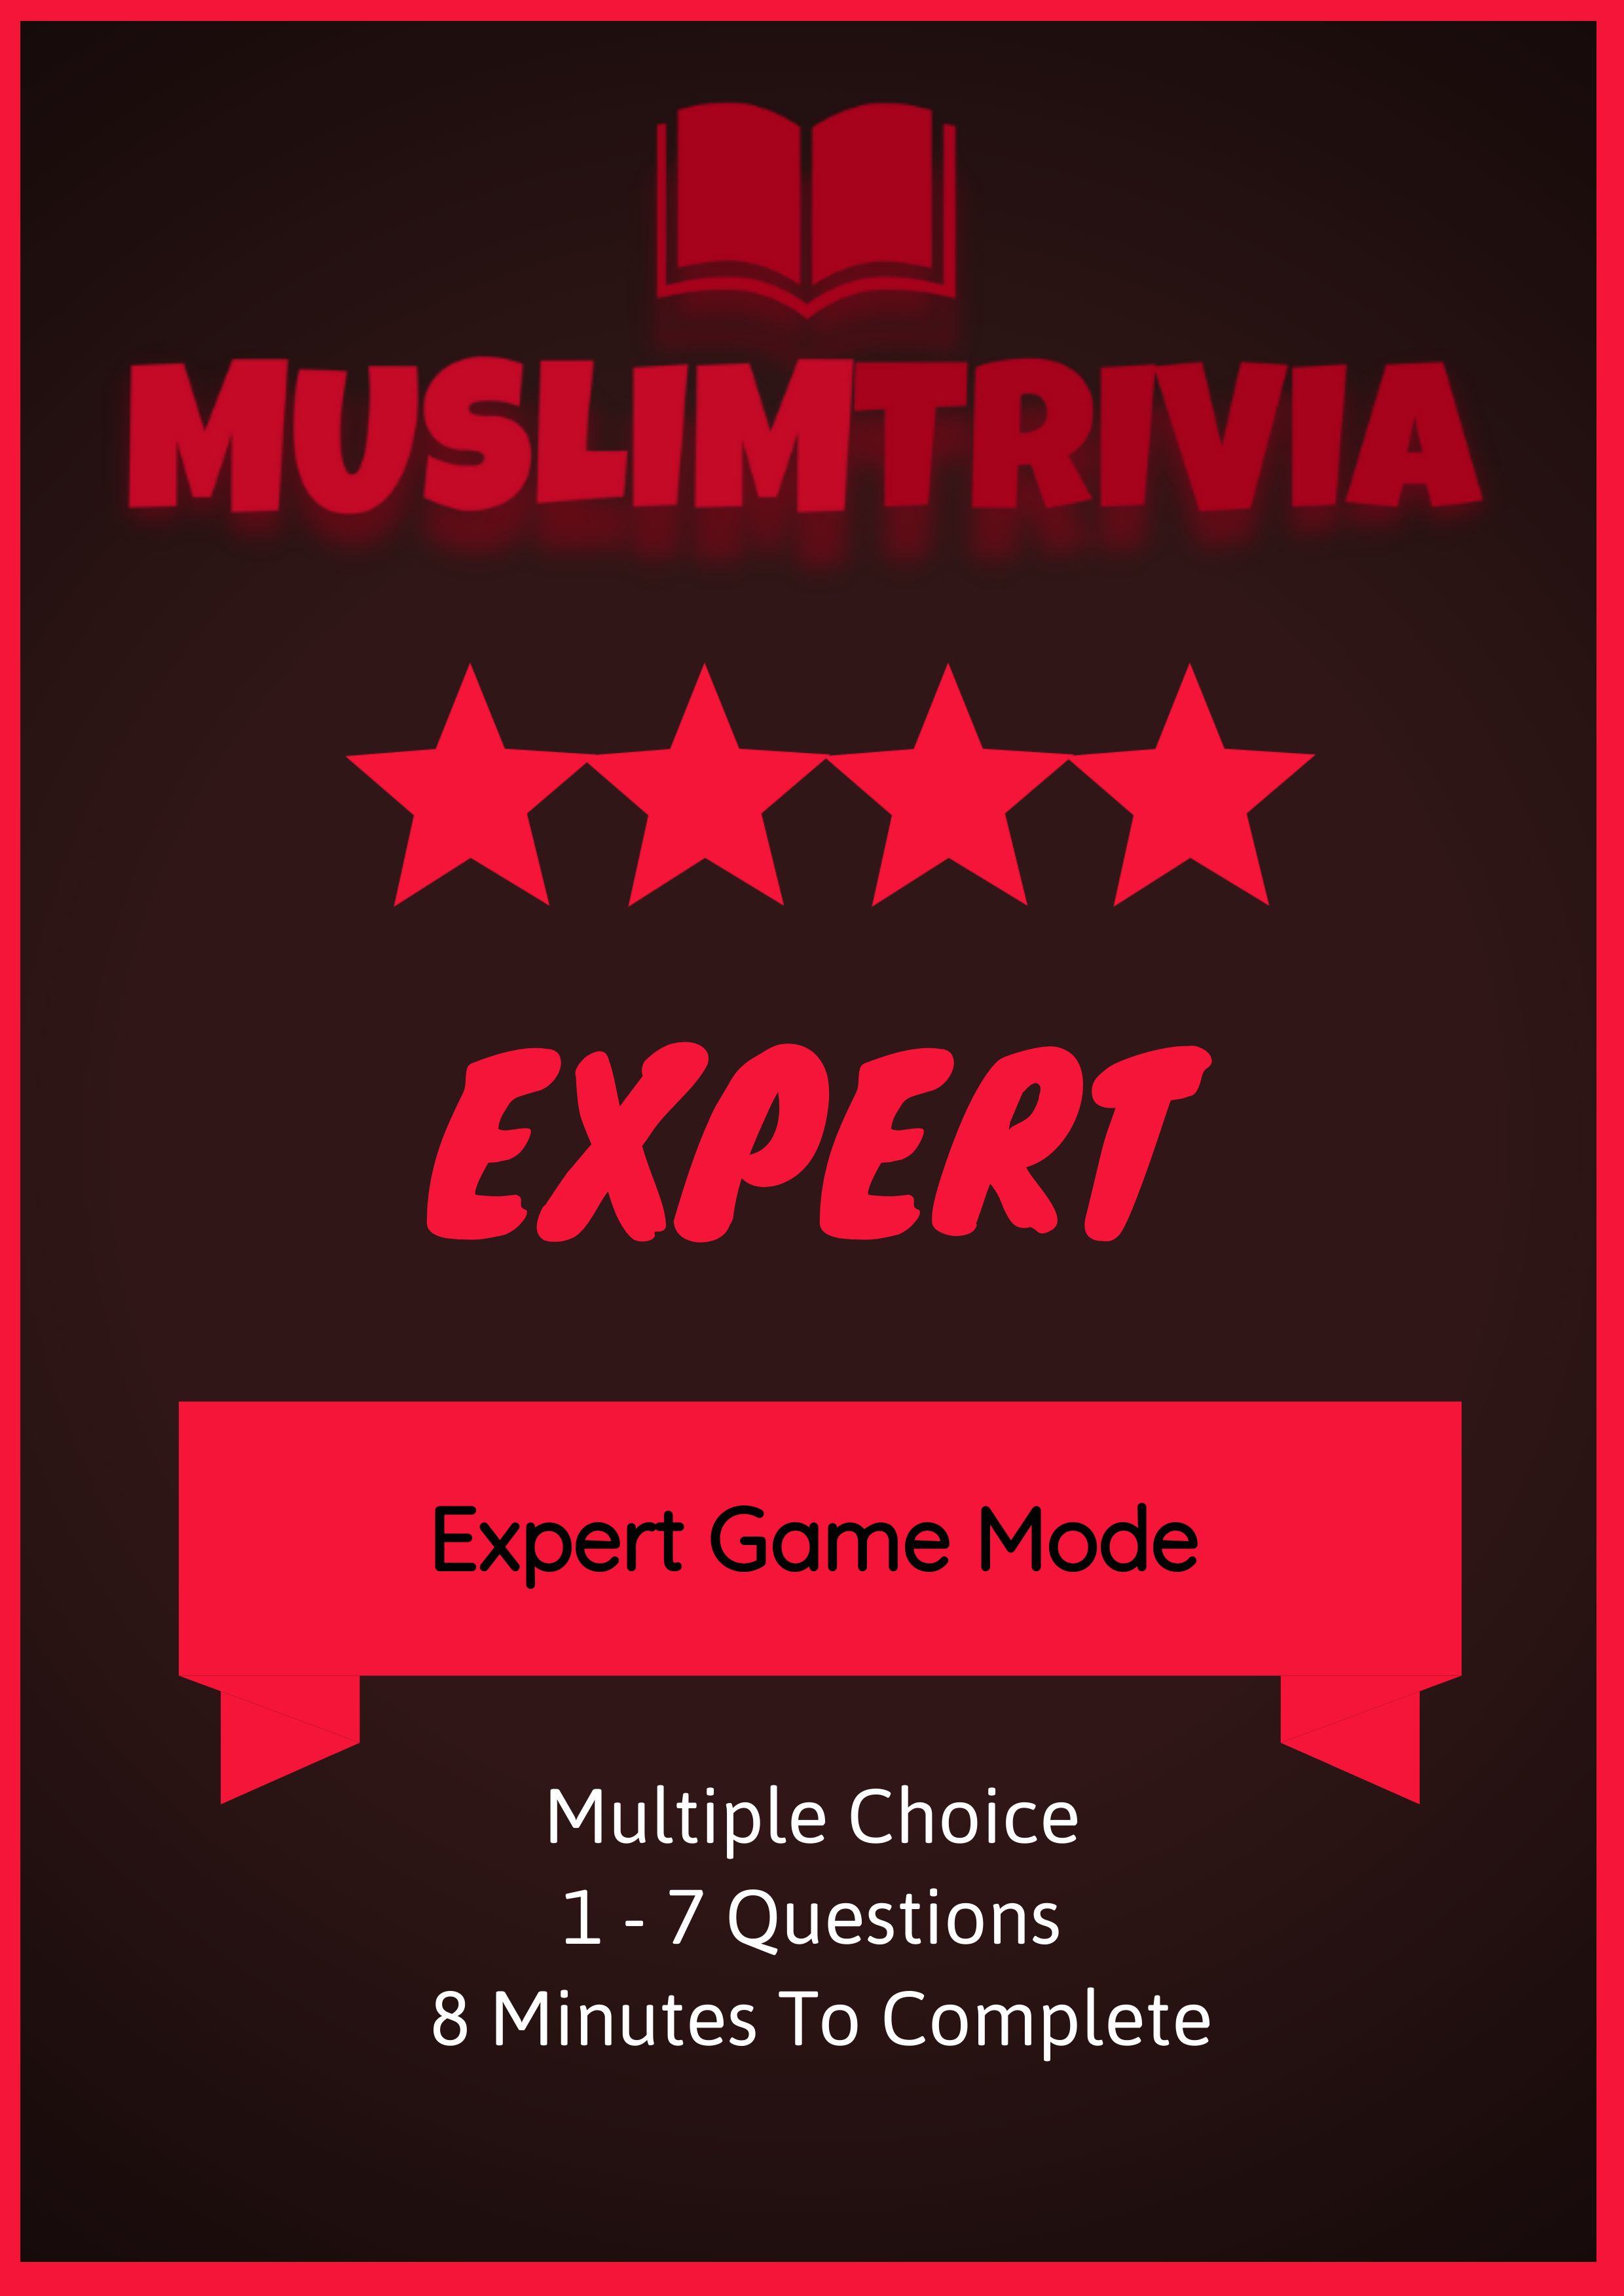 MUSLIMTRIVIA
EXPERT
Expert Game Mode
Multiple Choice
1 - 7 Questions
8 Minutes To Complete